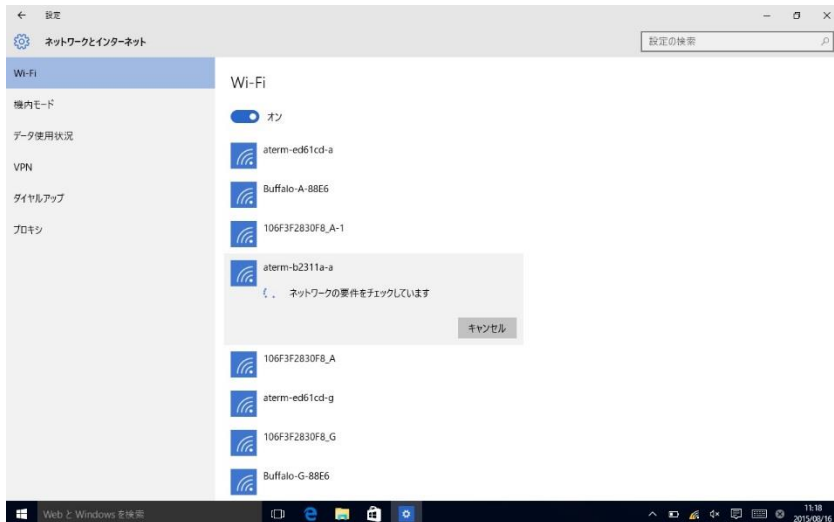 設定
ネットワークとインターネット
設定の検索
Wi-Fi
機内モード
データ使用状況
VPN
ダイヤルアップ
プロキシ
Wi-Fi
オン
aterm-ed61cd-a
Buffalo-A-88E6
106F3F2830F8_A-1
aterm-b2311a-a
ネットワークの要件をチェックしています
キャンセル
106F3F2830F8_A
aterm-ed61cd-g
106F3F2830F8_G
Buffalo-G-88E6
Web と Windows を検索
11:18
2015/08/16